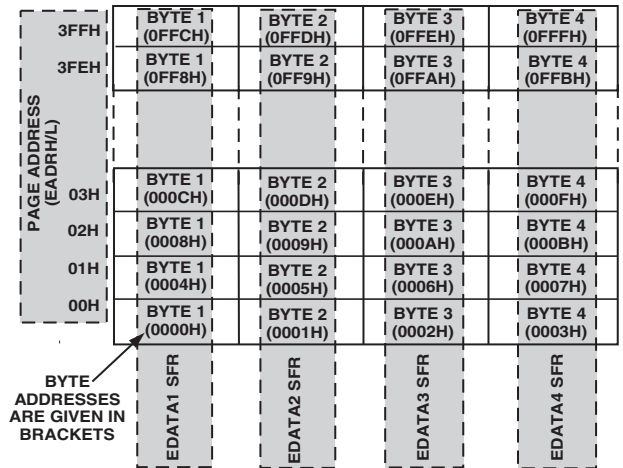 PAGE ADDRESS
(EADRH/L)
3FFH
BYTE 1
(0FFCH)
BYTE 2
(0FFDH)
BYTE 3
(0FFEH)
BYTE 4
(0FFFH)
3FEH
BYTE 1
(0FF8H)
BYTE 2
(0FF9H)
BYTE 3
(0FFAH)
BYTE 4
(0FFBH)
03H
BYTE 1
(000CH)
BYTE 2
(000DH)
BYTE 3
(000EH)
BYTE 4
(000FH)
02H
BYTE 1
(0008H)
BYTE 2
(0009H)
BYTE 3
(000AH)
BYTE 4
(000BH)
01H
BYTE 1
(0004H)
BYTE 2
(0005H)
BYTE 3
(0006H)
BYTE 4
(0007H)
00H
BYTE 1
(0000H)
BYTE 2
(0001H)
BYTE 3
(0002H)
BYTE 4
(0003H)
BYTE
ADDRESSES
ARE GIVEN IN
BRACKETS
EDATA1 SFR
EDATA2 SFR
EDATA3 SFR
EDATA4 SFR